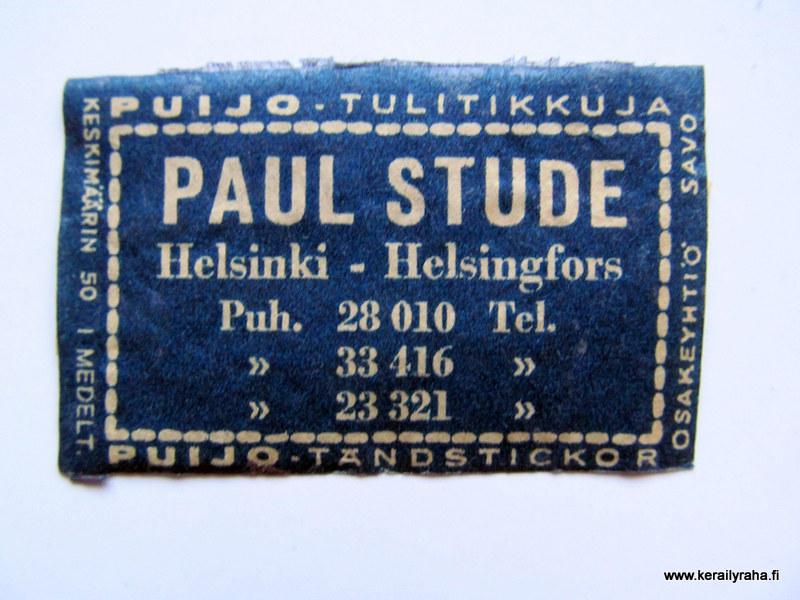 PUIJO - TULITIKKUJA
KESKIMÄÄRIN 50 I MEDELT.
PAUL STUDE
Helsinki - Helsingfors
Puh. 28 010 Tel.
» 33 416 »
» 23 321 »
OSAKEYHTIÖ SAVO
PUIJO - TÄNDSTICKOR
www.kerailyraha.fi